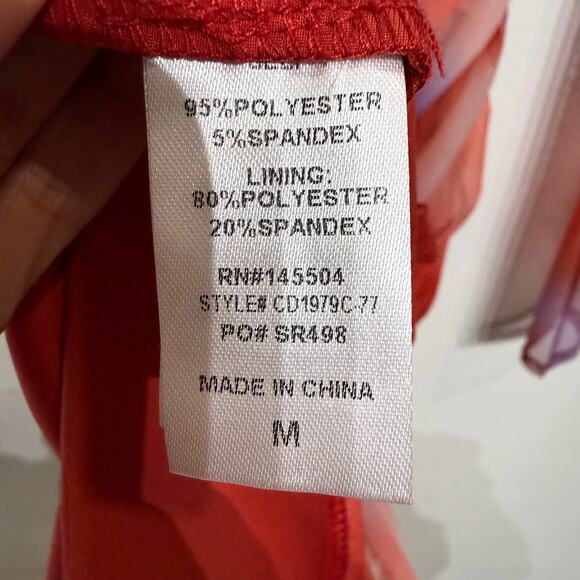 95%POLYESTER
5%SPANDEX
LINING:
80%POLYESTER
20%SPANDEX
RN#145504
STYLE# CD1979C-77
PO# SR498
MADE IN CHINA
M